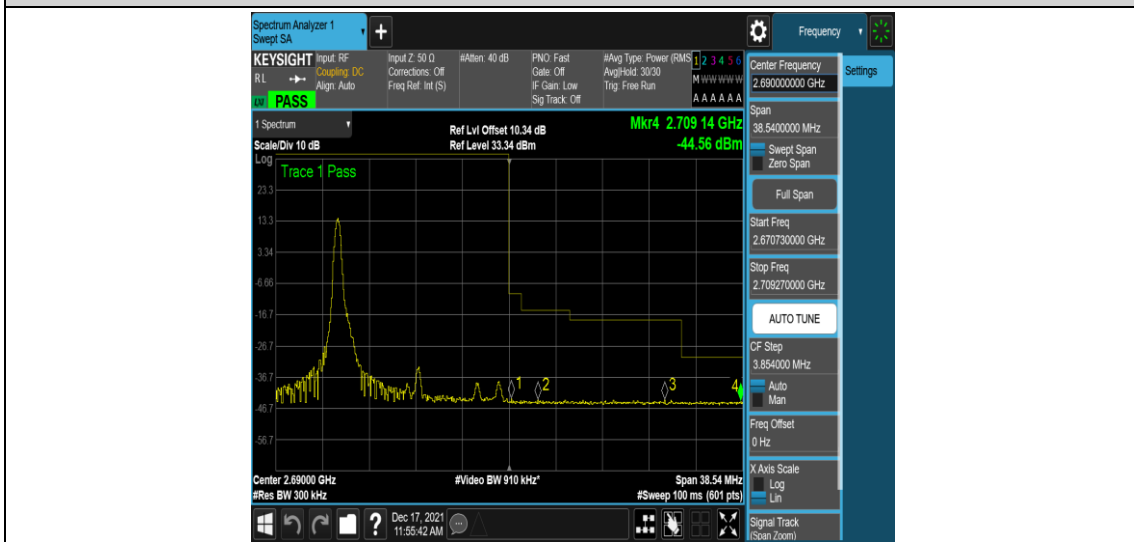 Spectrum Analyzer 1
Swept SA
+
Frequency
KEYSIGHT
RL
LXI PASS
Input: RF
Coupling: DC
Align: Auto
Input Z: 50 Ω
Corrections: Off
Freq Ref: Int (S)
#Atten: 40 dB
PNO: Fast
Gate: Off
IF Gain: Low
Sig Track: Off
#Avg Type: Power (RMS
Avg|Hold: 30/30
Trig: Free Run
1 2 3 4 5 6
M W W W W W
A A A A A A
1 Spectrum
Scale/Div 10 dB
Ref Lvl Offset 10.34 dB
Ref Level 33.34 dBm
Mkr4 2.709 14 GHz
-44.56 dBm
Log
Trace 1 Pass
23.3
13.3
3.34
-6.66
-16.7
-26.7
-36.7
-46.7
-56.7
1
2
3
4
Center 2.69000 GHz
#Res BW 300 kHz
#Video BW 910 kHz*
Span 38.54 MHz
#Sweep 100 ms (601 pts)
Dec 17, 2021
11:55:42 AM
?
Center Frequency
2.690000000 GHz
Settings
Span
38.5400000 MHz
Swept Span
Zero Span
Full Span
Start Freq
2.670730000 GHz
Stop Freq
2.709270000 GHz
AUTO TUNE
CF Step
3.854000 MHz
Auto
Man
Freq Offset
0 Hz
X Axis Scale
Log
Lin
Signal Track
(Span Zoom)